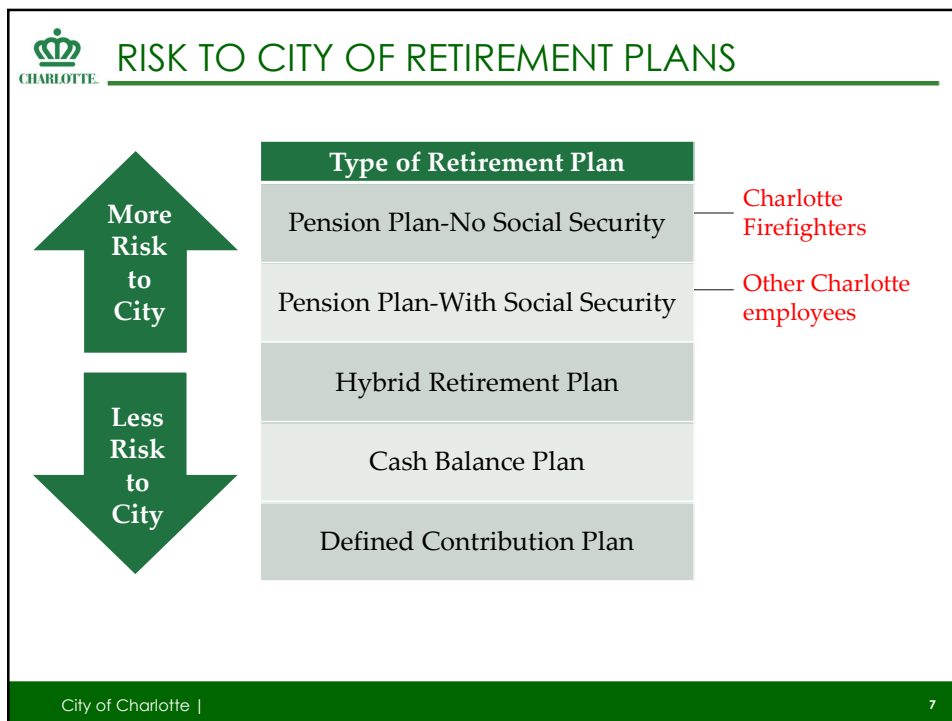 CHARLOTTE
RISK TO CITY OF RETIREMENT PLANS
More
Risk
to
City
Less
Risk
to
City
Type of Retirement Plan
Pension Plan-No Social Security
Pension Plan-With Social Security
Hybrid Retirement Plan
Cash Balance Plan
Defined Contribution Plan
Charlotte
Firefighters
Other Charlotte
employees
City of Charlotte |
7